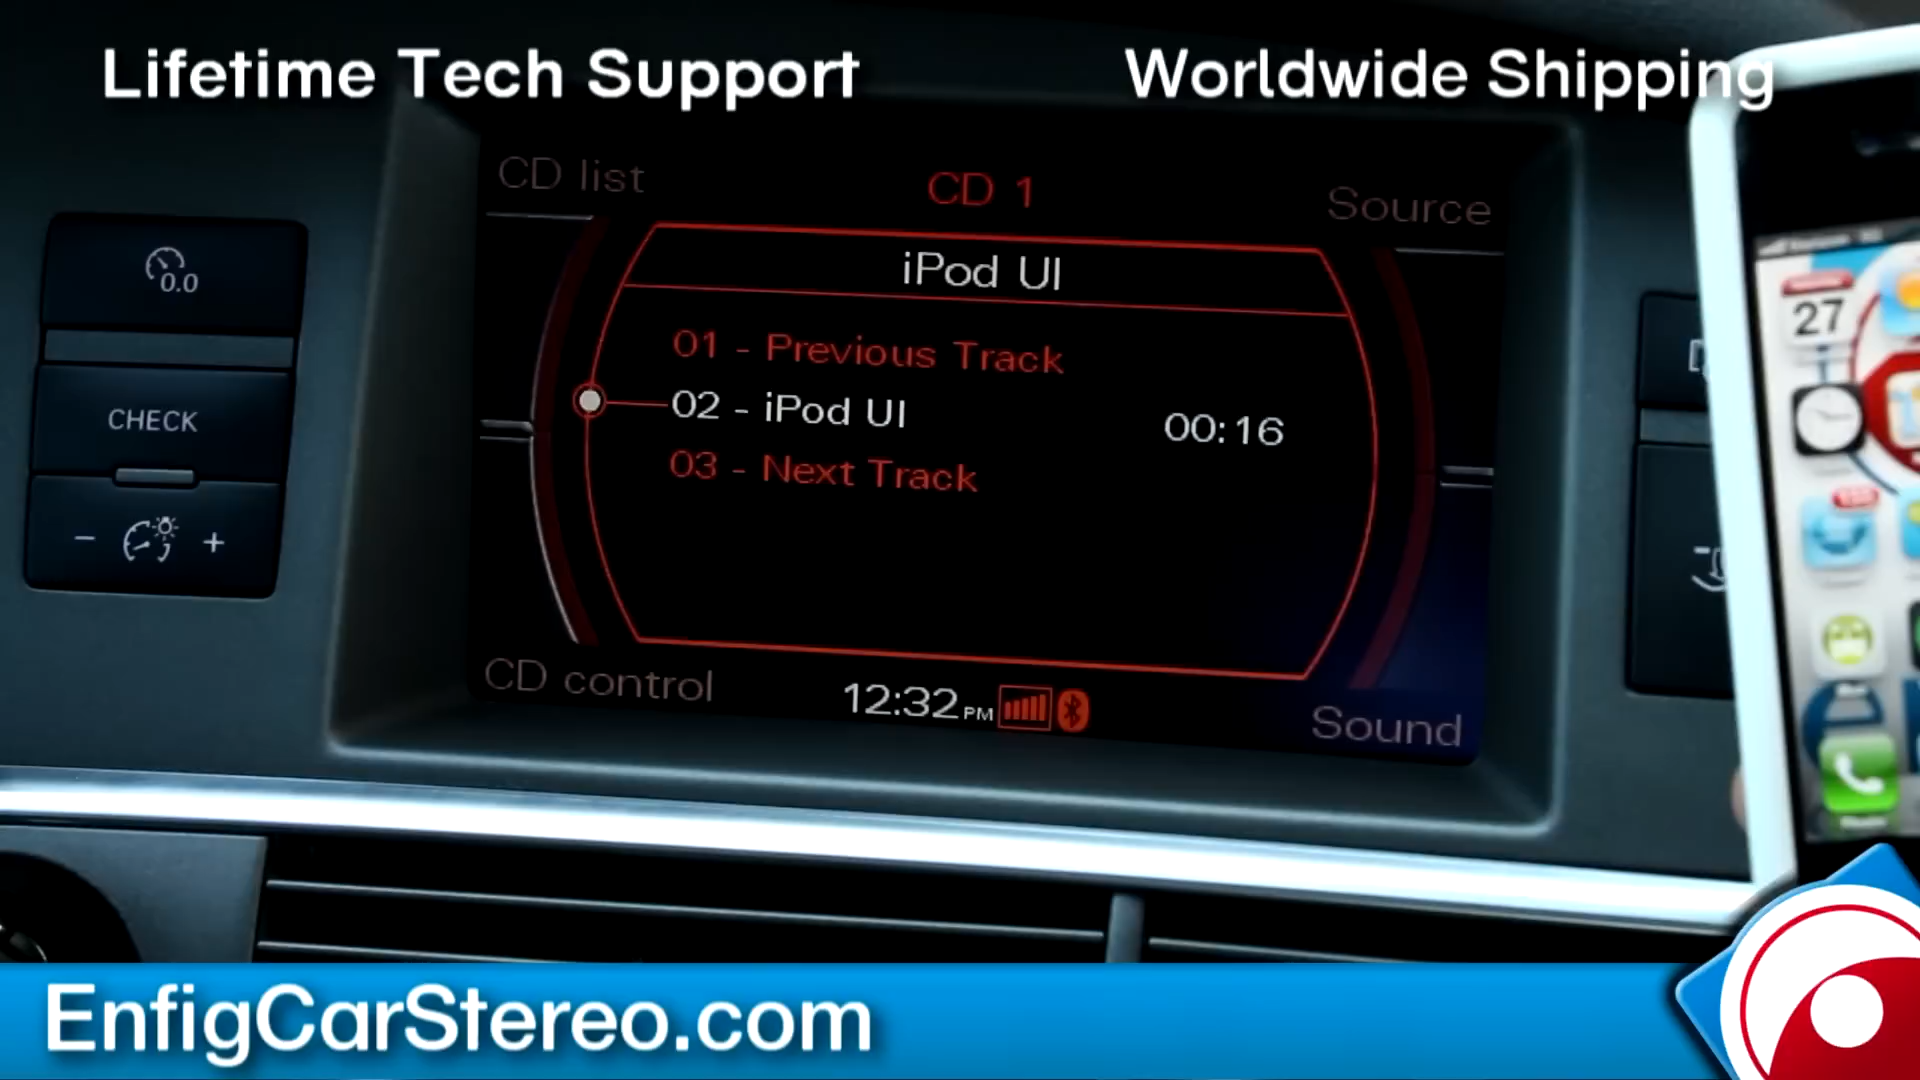 Lifetime Tech Support
Worldwide Shipping
CD list
CD 1
Source
iPod UI
01 - Previous Track
02 - iPod UI 00:16
03 - Next Track
CD control
12:32 PM
Sound
0.0
CHECK
- +
27
EnfigCarStereo.com